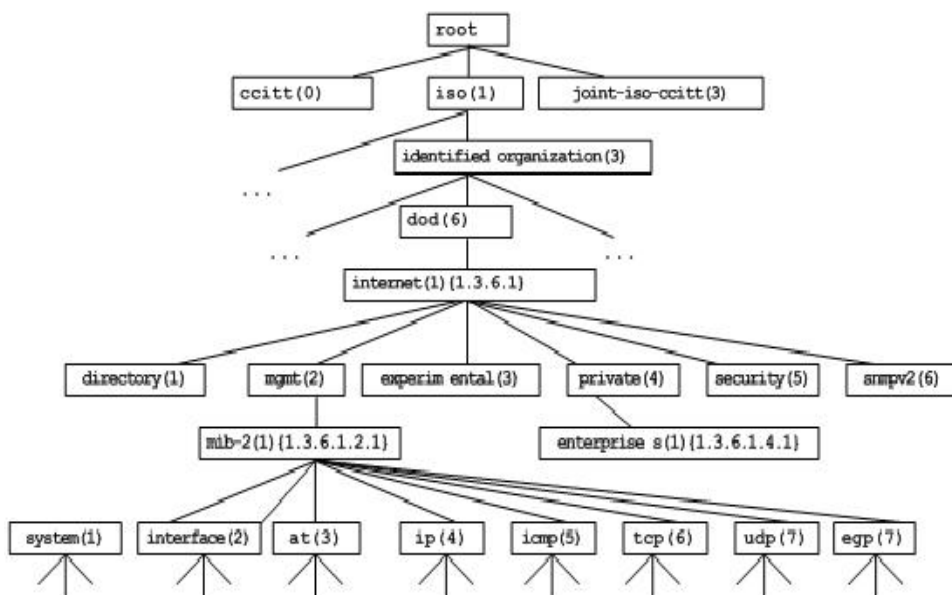 root
ccitt(0)
iso(1)
joint-iso-ccitt(3)
identified organization(3)
...
dod(6)
...
...
internet(1){1.3.6.1}
directory(1)
mgmt(2)
experim ental(3)
private(4)
security(5)
snmpv2(6)
mib-2(1){1.3.6.1.2.1}
enterprise s(1){1.3.6.1.4.1}
system(1)
interface(2)
at(3)
ip(4)
icmp(5)
tcp(6)
udp(7)
egp(7)